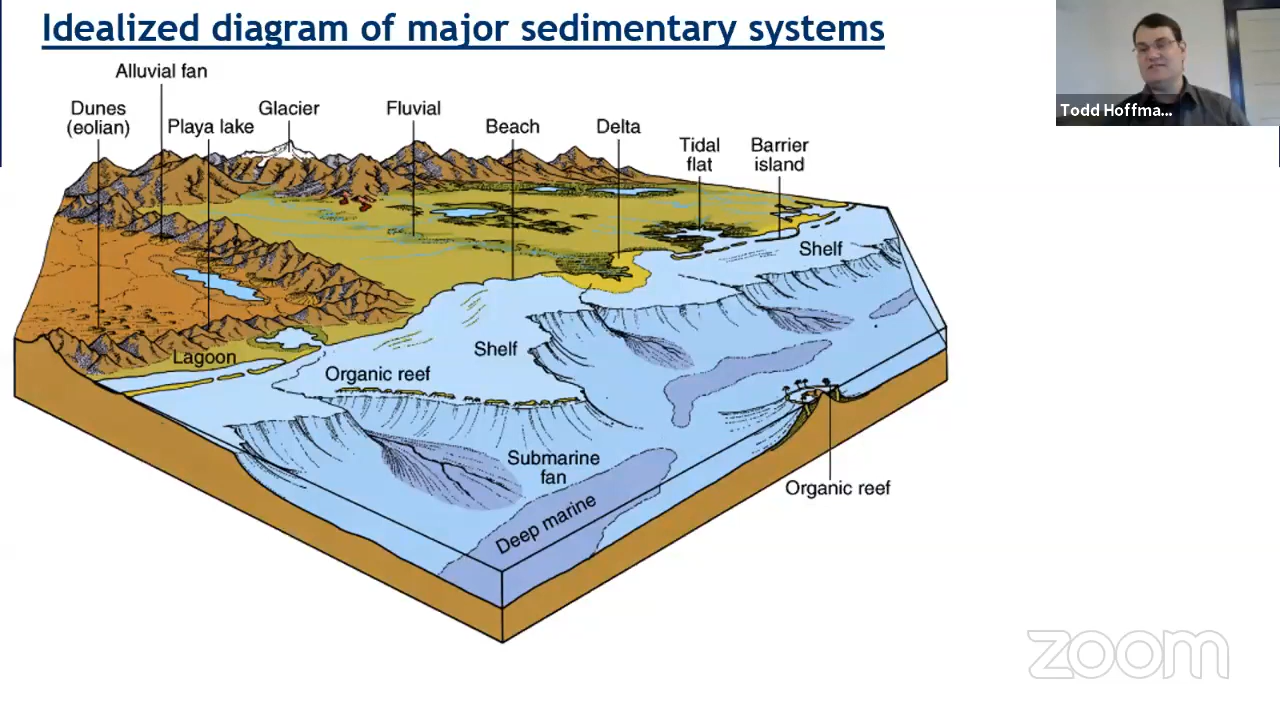 Idealized diagram of major sedimentary systems
Todd Hoffma...
Alluvial fan
Dunes
(eolian)
Playa lake
Glacier
Fluvial
Beach
Delta
Tidal
flat
Barrier
island
Shelf
Lagoon
Shelf
Organic reef
Submarine
fan
Deep marine
Organic reef
zoom